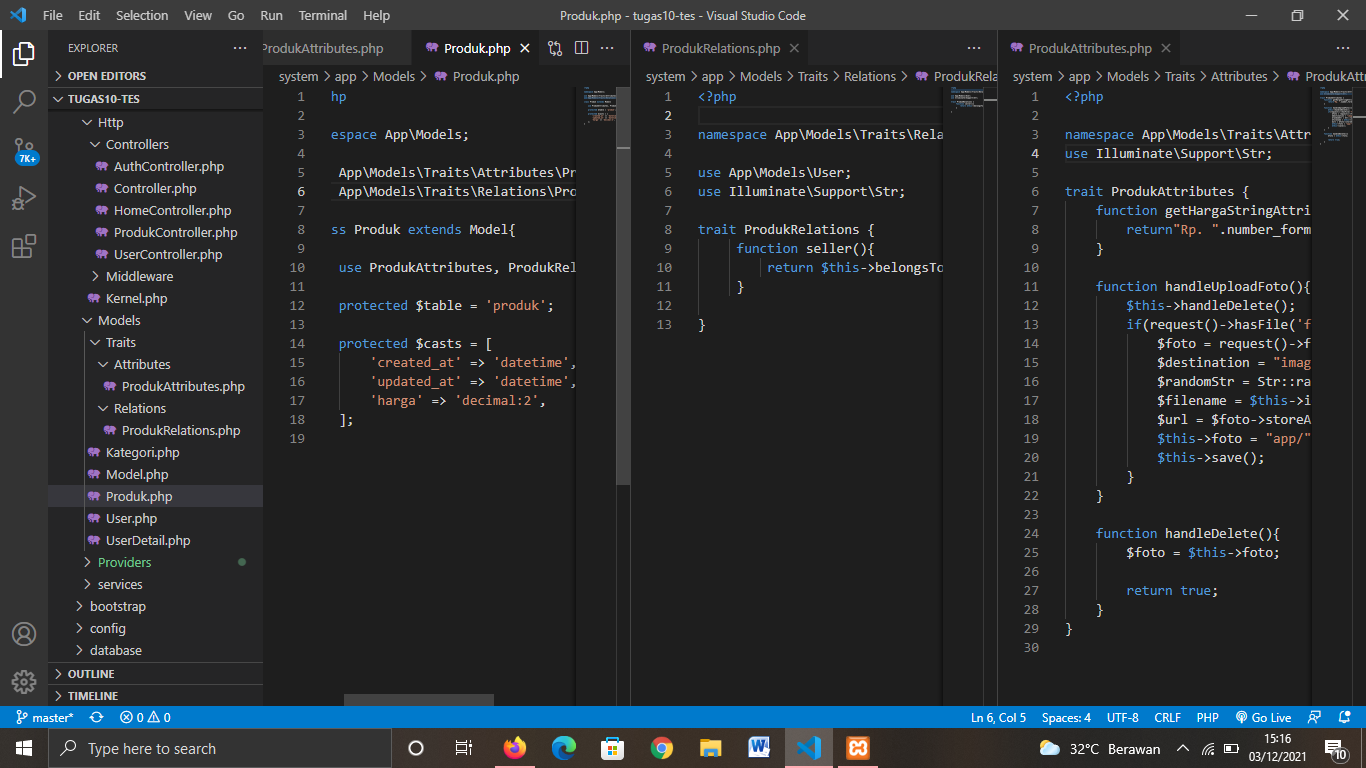 File Edit Selection View Go Run Terminal Help
Produk.php - tugas10-tes - Visual Studio Code
EXPLORER
OPEN EDITORS
TUGAS10-TES
Http
Controllers
AuthController.php
Controller.php
HomeController.php
ProdukController.php
UserController.php
Middleware
Kernel.php
Models
Traits
Attributes
ProdukAttributes.php
Relations
ProdukRelations.php
Kategori.php
Model.php
Produk.php
User.php
UserDetail.php
Providers
services
bootstrap
config
database
OUTLINE
TIMELINE
7K+
ProdukAttributes.php Produk.php
system > app > Models > Produk.php
1 hp
2
3 espace App\Models;
4
5 App\Models\Traits\Attributes\Pr
6 App\Models\Traits\Relations\Pro
7
8 ss Produk extends Model{
9
10 use ProdukAttributes, ProdukRel
11
12 protected $table = 'produk';
13
14 protected $casts = [
15 'created_at' => 'datetime',
16 'updated_at' => 'datetime',
17 'harga' => 'decimal:2',
18 ];
19
ProdukRelations.php
system > app > Models > Traits > Relations > ProdukRela
1 <?php
2
3 namespace App\Models\Traits\Rela
4
5 use App\Models\User;
6 use Illuminate\Support\Str;
7
8 trait ProdukRelations {
9 function seller(){
10 return $this->belongsTo
11 }
12
13 }
ProdukAttributes.php
system > app > Models > Traits > Attributes > ProdukAttr
1 <?php
2
3 namespace App\Models\Traits\Attr
4 use Illuminate\Support\Str;
5
6 trait ProdukAttributes {
7 function getHargaStringAttri
8 return"Rp. ".number_form
9 }
10
11 function handleUploadFoto(){
12 $this->handleDelete();
13 if(request()->hasFile('f
14 $foto = request()->f
15 $destination = "imag
16 $randomStr = Str::ra
17 $filename = $this->i
18 $url = $foto->storeA
19 $this->foto = "app/"
20 $this->save();
21 }
22 }
23
24 function handleDelete(){
25 $foto = $this->foto;
26
27 return true;
28 }
29 }
30
master* 0 0
Ln 6, Col 5 Spaces: 4 UTF-8 CRLF PHP Go Live
Type here to search
32°C Berawan
15:16
03/12/2021
10